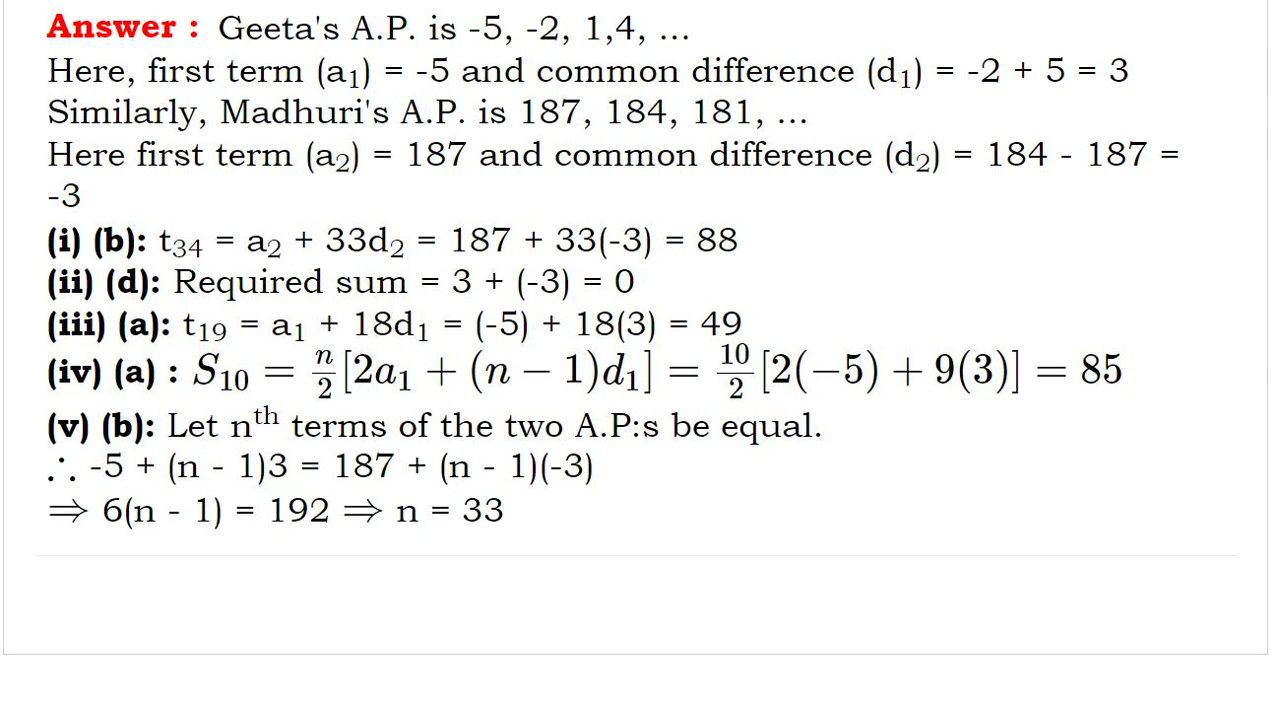 Answer : Geeta's A.P. is -5, -2, 1,4, ...
Here, first term (a₁) = -5 and common difference (d₁) = -2 + 5 = 3
Similarly, Madhuri's A.P. is 187, 184, 181, ...
Here first term (a₂) = 187 and common difference (d₂) = 184 - 187 =
-3
(i) (b): t₃₄ = a₂ + 33d₂ = 187 + 33(-3) = 88
(ii) (d): Required sum = 3 + (-3) = 0
(iii) (a): t₁₉ = a₁ + 18d₁ = (-5) + 18(3) = 49
(iv) (a) : S₁₀ = n/2[2a₁ + (n − 1)d₁] = 10/2[2(−5) + 9(3)] = 85
(v) (b): Let nᵗʰ terms of the two A.P:s be equal.
∴ -5 + (n - 1)3 = 187 + (n - 1)(-3)
⇒ 6(n - 1) = 192 ⇒ n = 33